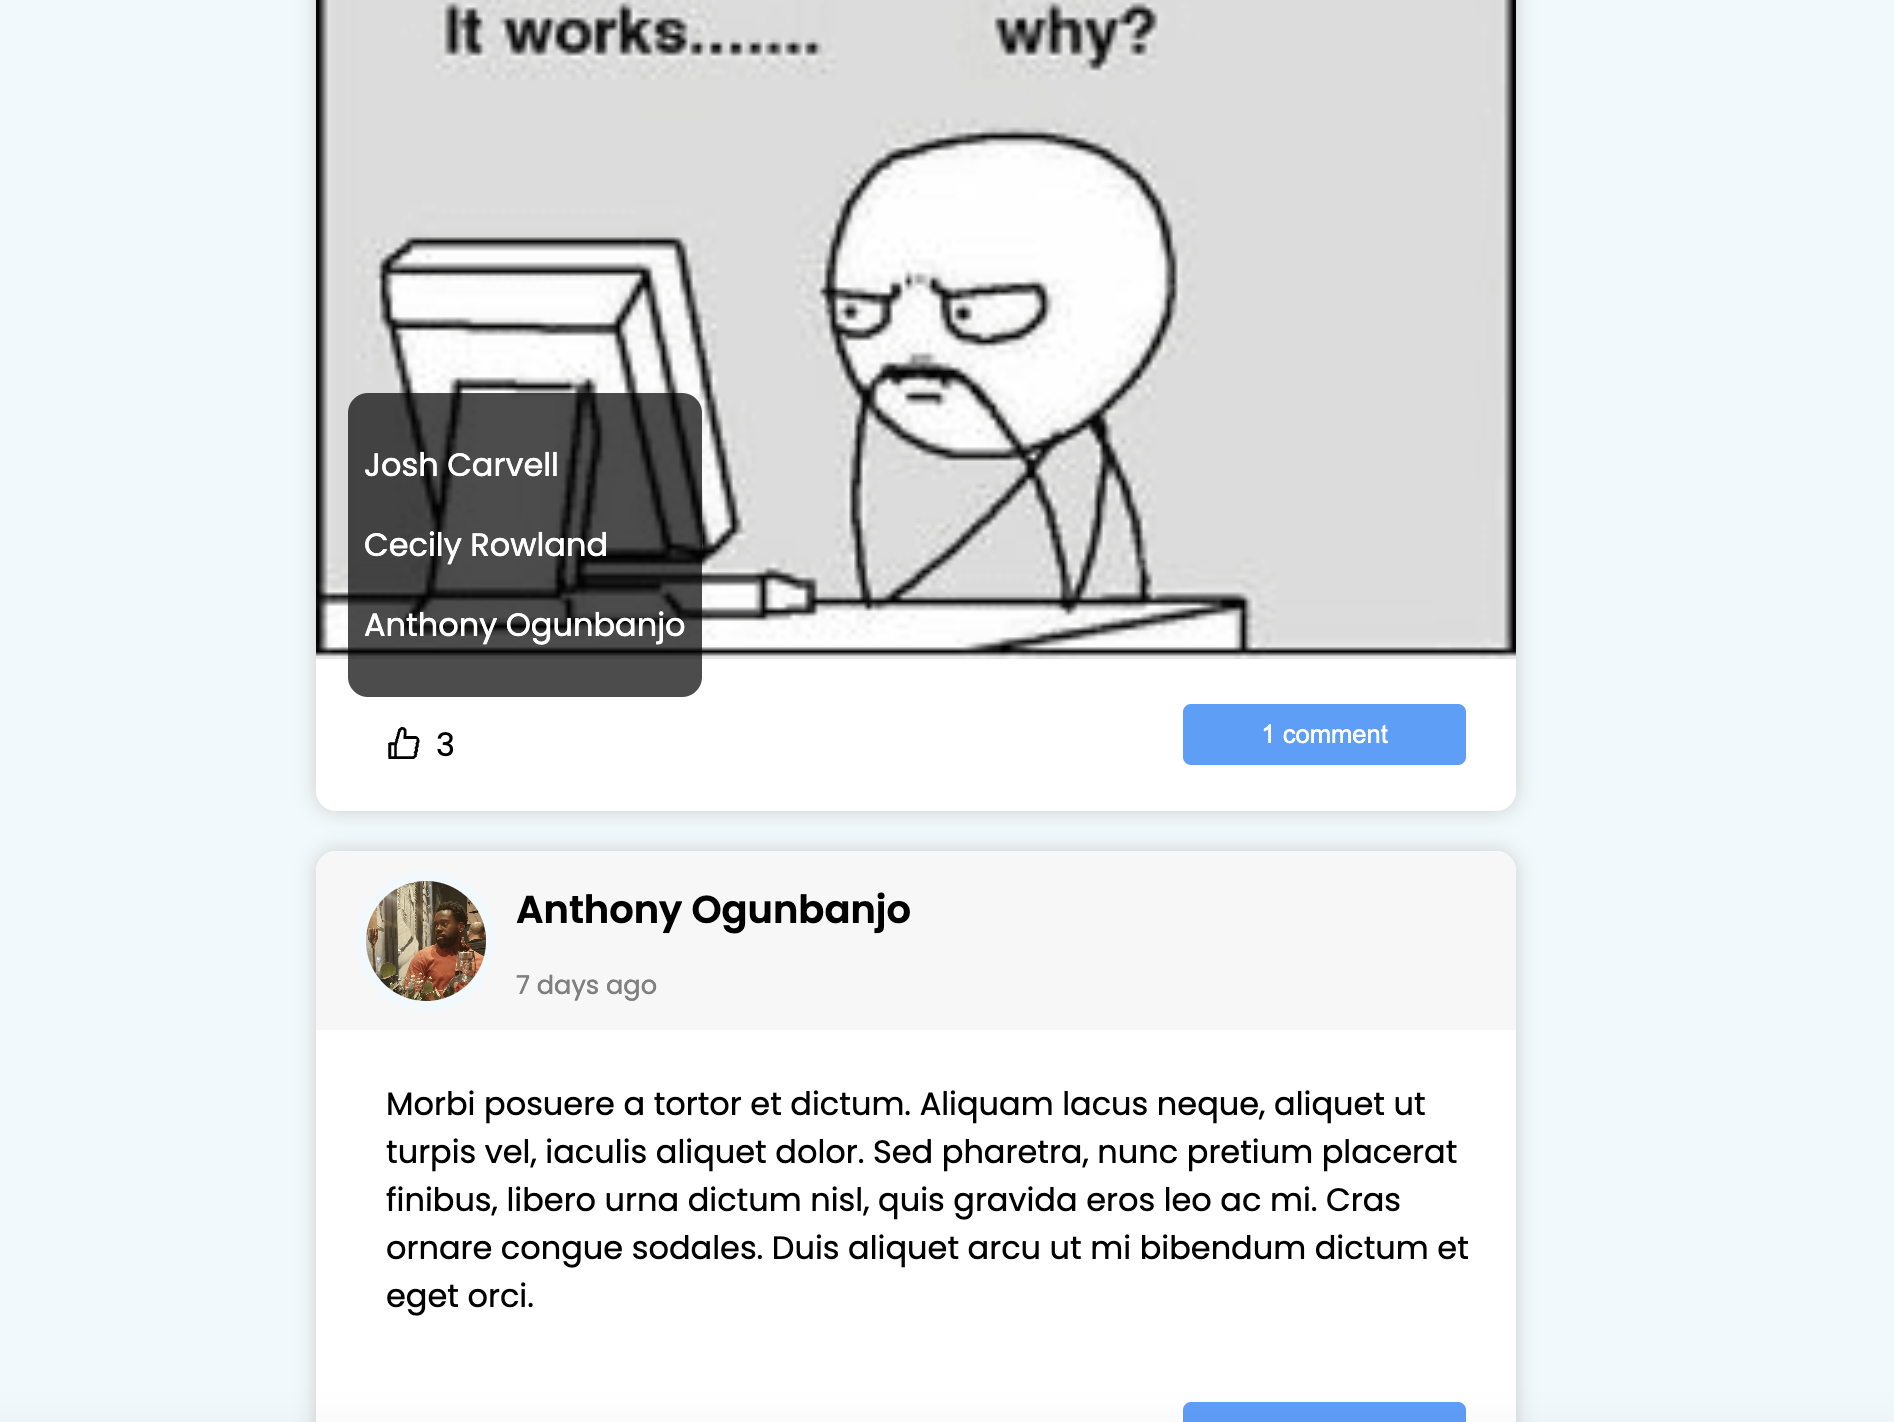 It works....... why?
Josh Carvell
Cecily Rowland
Anthony Ogunbanjo
3
1 comment
Anthony Ogunbanjo
7 days ago
Morbi posuere a tortor et dictum. Aliquam lacus neque, aliquet ut
turpis vel, iaculis aliquet dolor. Sed pharetra, nunc pretium placerat
finibus, libero urna dictum nisl, quis gravida eros leo ac mi. Cras
ornare congue sodales. Duis aliquet arcu ut mi bibendum dictum et
eget orci.